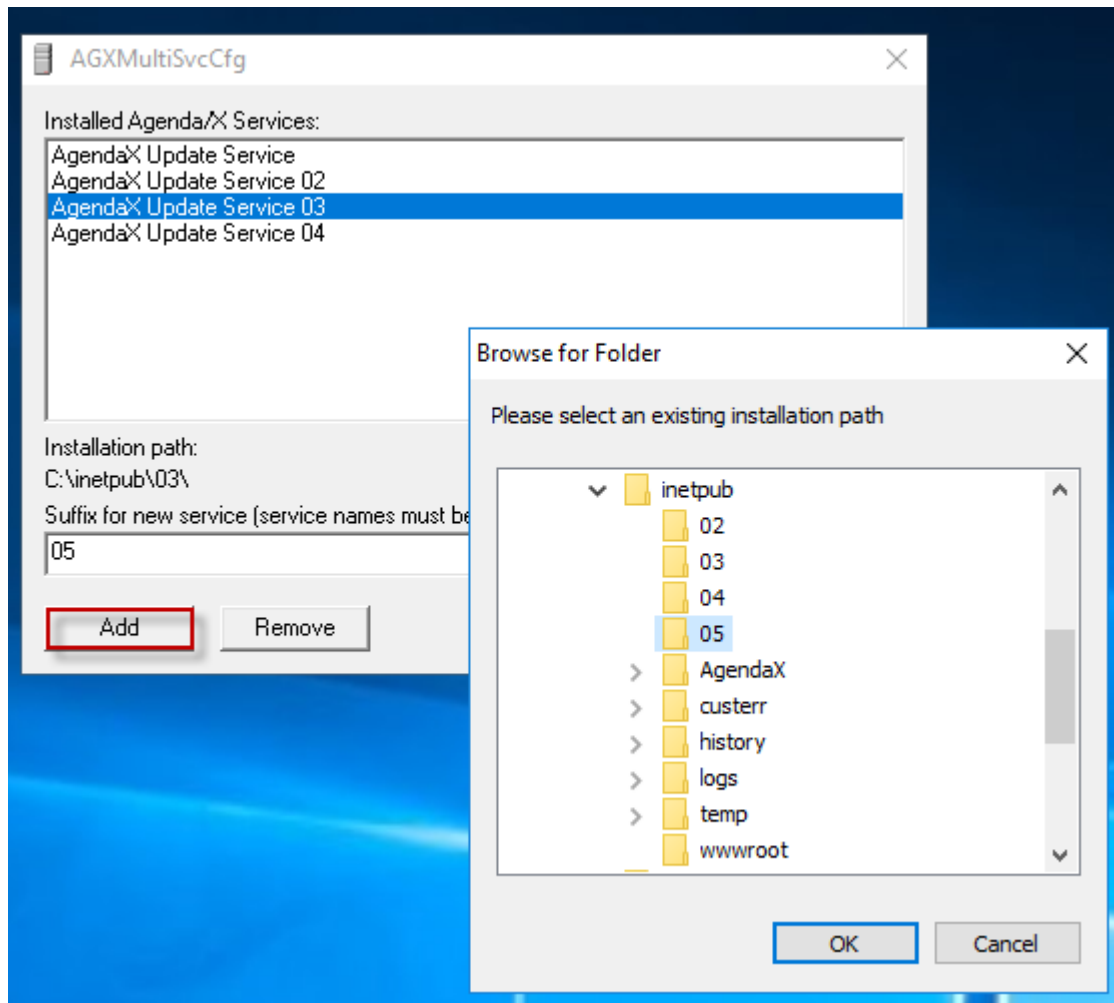 AGXMultiSvcCfg
Installed Agenda/X Services:
AgendaX Update Service
AgendaX Update Service 02
AgendaX Update Service 03
AgendaX Update Service 04
Installation path:
C:\inetpub\03\
Suffix for new service (service names must be
05
Add
Remove
Browse for Folder
Please select an existing installation path
inetpub
02
03
04
05
AgendaX
custerr
history
logs
temp
wwwroot
OK
Cancel